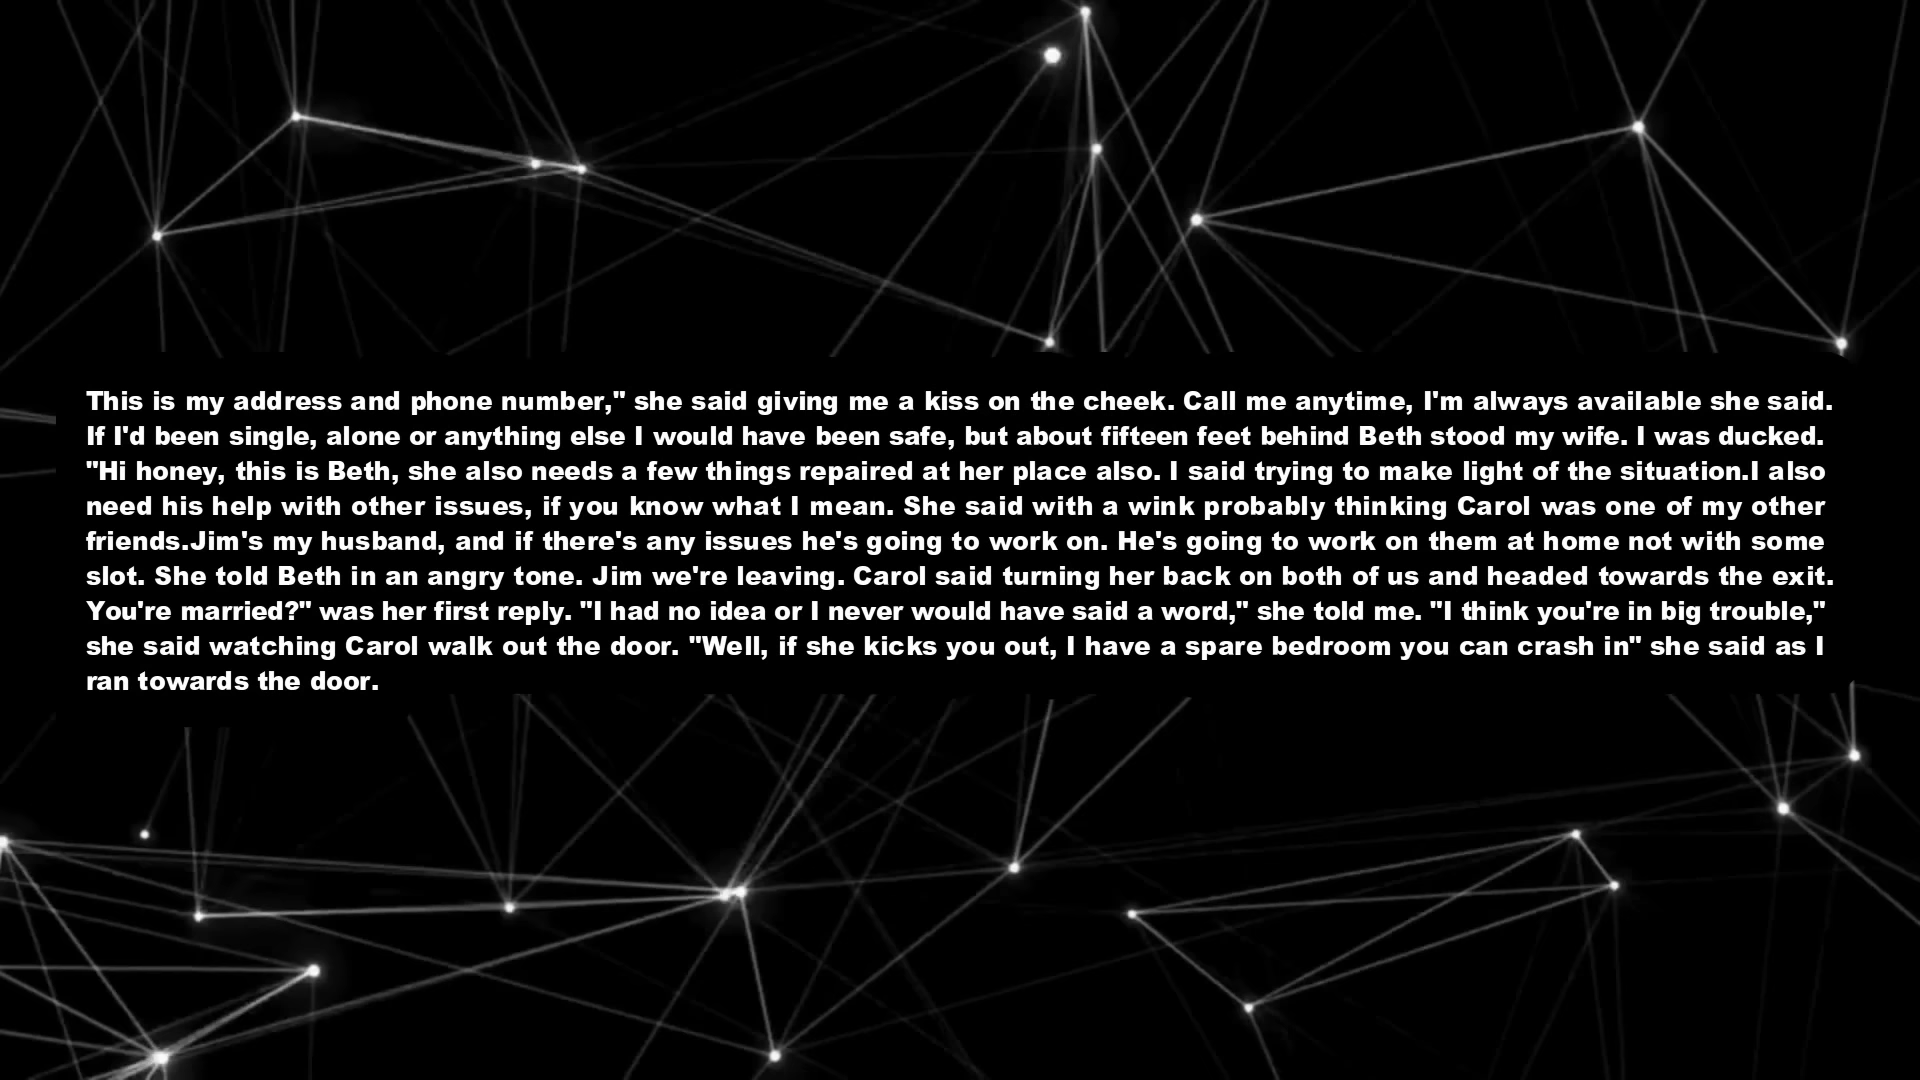 This is my address and phone number," she said giving me a kiss on the cheek. Call me anytime, I'm always available she said.
If I'd been single, alone or anything else I would have been safe, but about fifteen feet behind Beth stood my wife. I was ducked.
"Hi honey, this is Beth, she also needs a few things repaired at her place also. I said trying to make light of the situation.I also
need his help with other issues, if you know what I mean. She said with a wink probably thinking Carol was one of my other
friends.Jim's my husband, and if there's any issues he's going to work on. He's going to work on them at home not with some
slot. She told Beth in an angry tone. Jim we're leaving. Carol said turning her back on both of us and headed towards the exit.
You're married?" was her first reply. "I had no idea or I never would have said a word," she told me. "I think you're in big trouble,"
she said watching Carol walk out the door. "Well, if she kicks you out, I have a spare bedroom you can crash in" she said as I
ran towards the door.